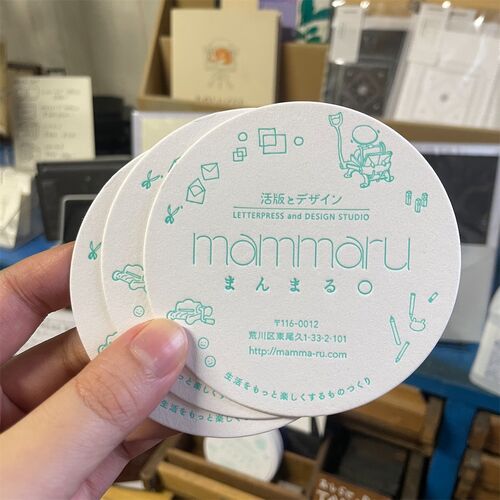 活版とデザイン
LETTERPRESS and DESIGN STUDIO
mammaru
まんまる○
〒116-0012
荒川区東尾久1-33-2-101
http://mamma-ru.com
生活をもっと楽しくするものづくり